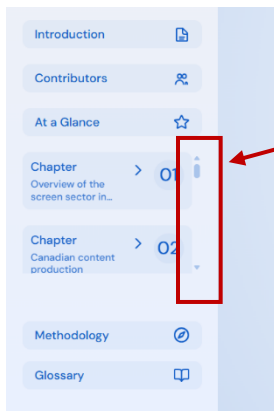 Introduction
Contributors
At a Glance
Chapter
01
Overview of the
screen sector in...
Chapter
02
Canadian content
production
Methodology
Glossary